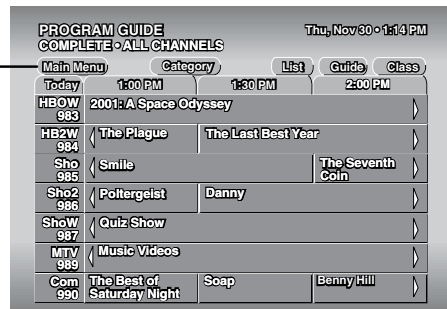 PROGRAM GUIDE
Thu, Nov 30 • 1:14 PM
COMPLETE • ALL CHANNELS
Main Menu Category List Guide Class
Today 1:00 PM 1:30 PM 2:00 PM
HBOW 983 2001: A Space Odyssey
HB2W 984 The Plague The Last Best Year
Sho 985 Smile The Seventh Coin
Sho2 986 Poltergeist Danny
ShoW 987 Quiz Show
MTV 989 Music Videos
Com 990 The Best of Saturday Night Soap Benny Hill